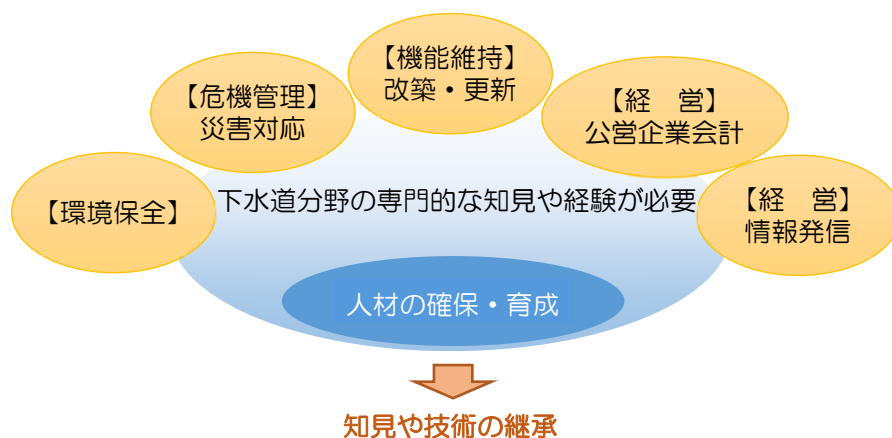 【機能維持】
改築・更新
【危機管理】
災害対応
【経　営】
公営企業会計
【環境保全】
下水道分野の専門的な知見や経験が必要
【経　営】
情報発信
人材の確保・育成
知見や技術の継承